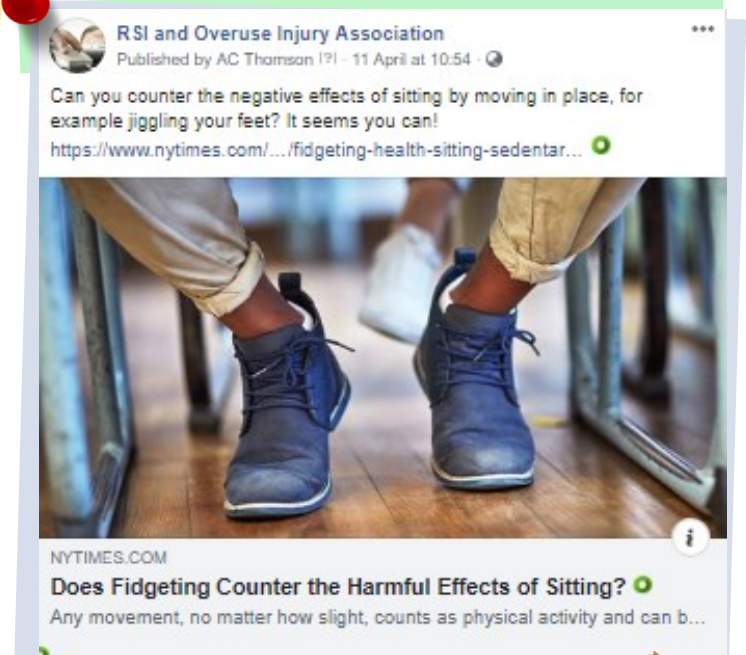 RSI and Overuse Injury Association
Published by AC Thomson [?] · 11 April at 10:54 ·
Can you counter the negative effects of sitting by moving in place, for
example jiggling your feet? It seems you can!
https://www.nytimes.com/.../fidgeting-health-sitting-sedentar...
NYTIMES.COM
Does Fidgeting Counter the Harmful Effects of Sitting?
Any movement, no matter how slight, counts as physical activity and can b...